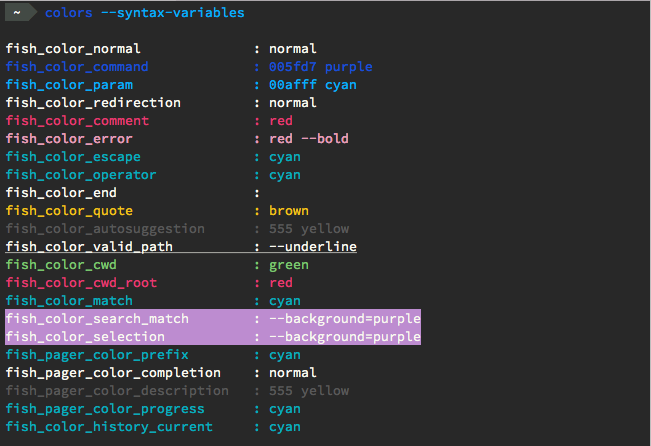 ~ colors --syntax-variables
fish_color_normal : normal
fish_color_command : 005fd7 purple
fish_color_param : 00afff cyan
fish_color_redirection : normal
fish_color_comment : red
fish_color_error : red --bold
fish_color_escape : cyan
fish_color_operator : cyan
fish_color_end :
fish_color_quote : brown
fish_color_autosuggestion : 555 yellow
fish_color_valid_path : --underline
fish_color_cwd : green
fish_color_cwd_root : red
fish_color_match : cyan
fish_color_search_match : --background=purple
fish_color_selection : --background=purple
fish_pager_color_prefix : cyan
fish_pager_color_completion : normal
fish_pager_color_description : 555 yellow
fish_pager_color_progress : cyan
fish_color_history_current : cyan